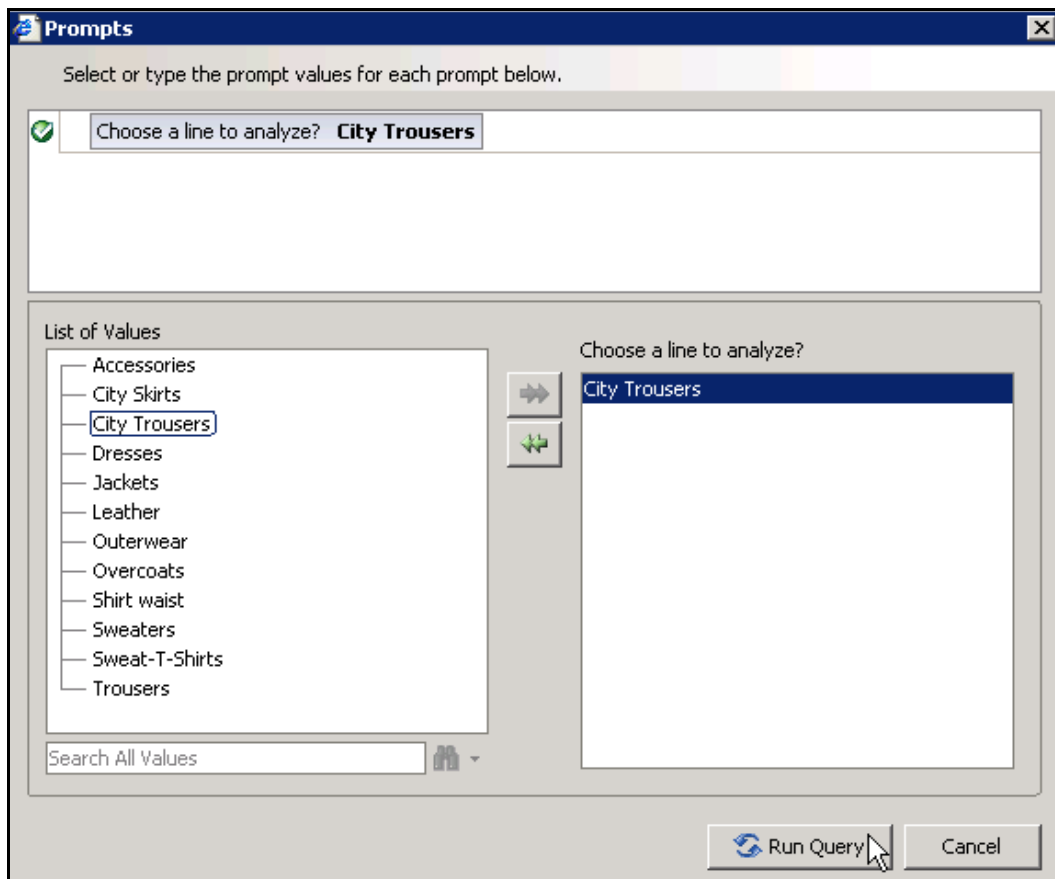 Prompts
Select or type the prompt values for each prompt below.
Choose a line to analyze? City Trousers
List of Values
Accessories
City Skirts
City Trousers
Dresses
Jackets
Leather
Outerwear
Overcoats
Shirt waist
Sweaters
Sweat-T-Shirts
Trousers
Search All Values
Choose a line to analyze?
City Trousers
Run Query
Cancel